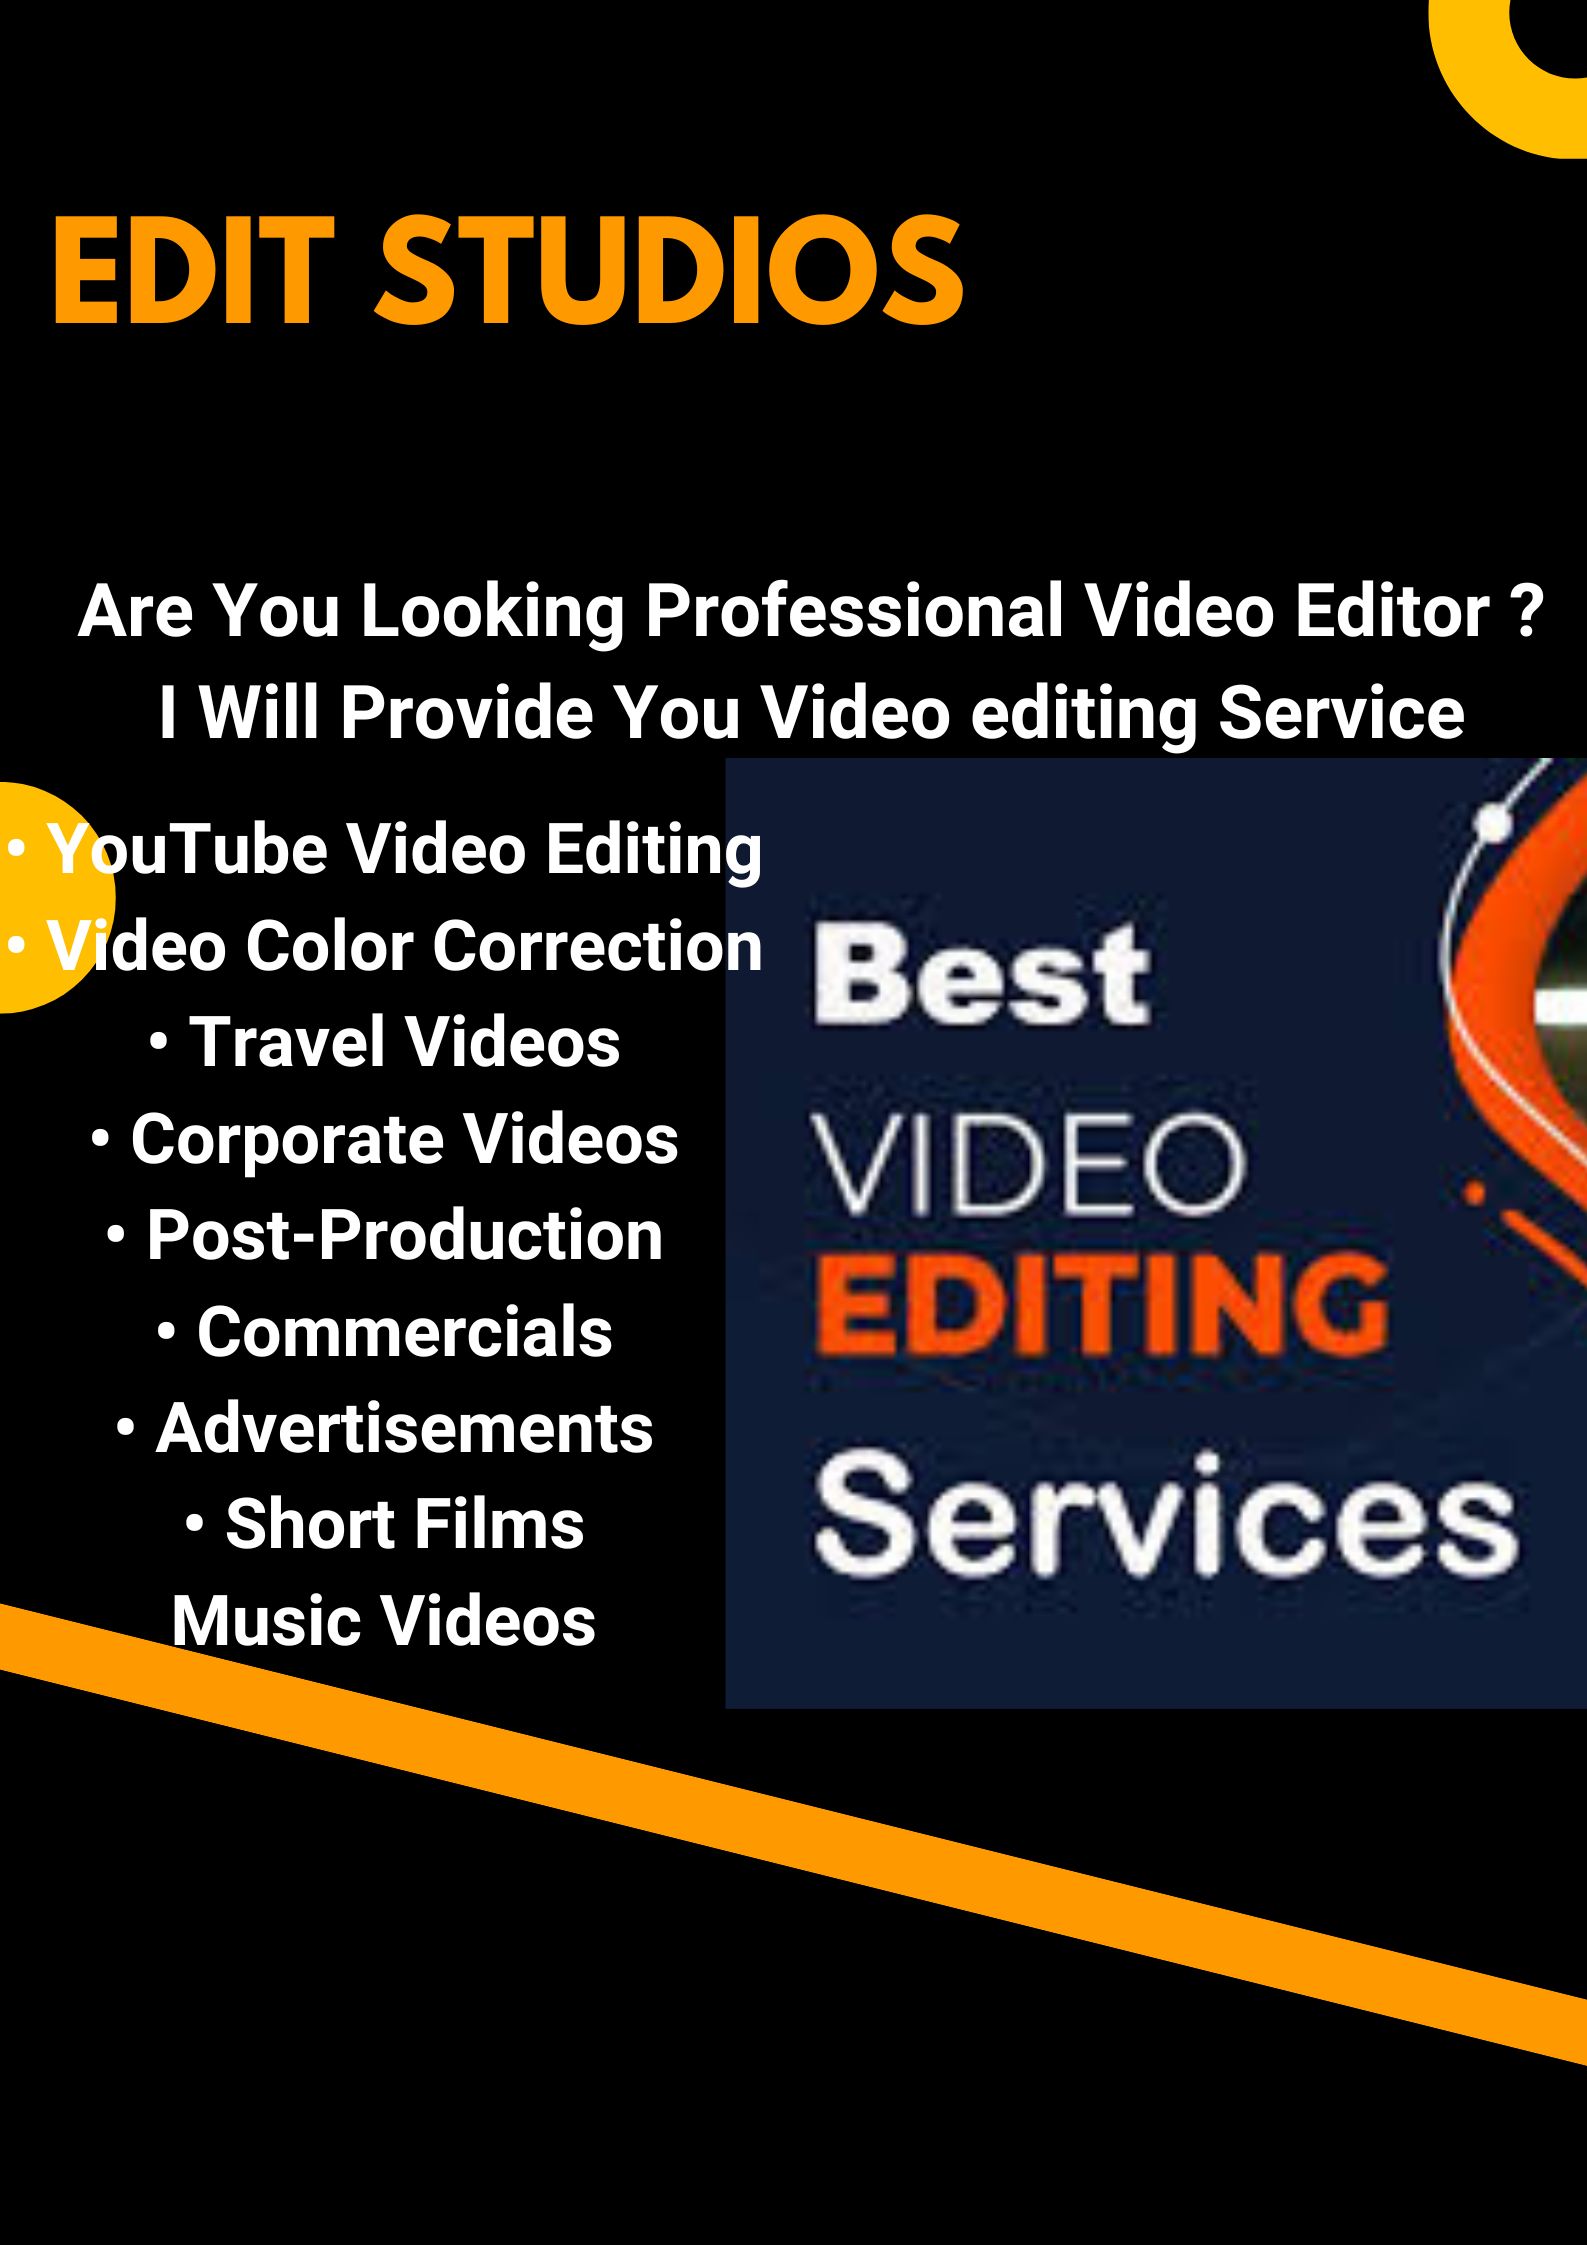 EDIT STUDIOS
Are You Looking Professional Video Editor ?
I Will Provide You Video editing Service
• YouTube Video Editing
• Video Color Correction
• Travel Videos
• Corporate Videos
• Post-Production
• Commercials
• Advertisements
• Short Films
Music Videos
Best
VIDEO
EDITING
Services